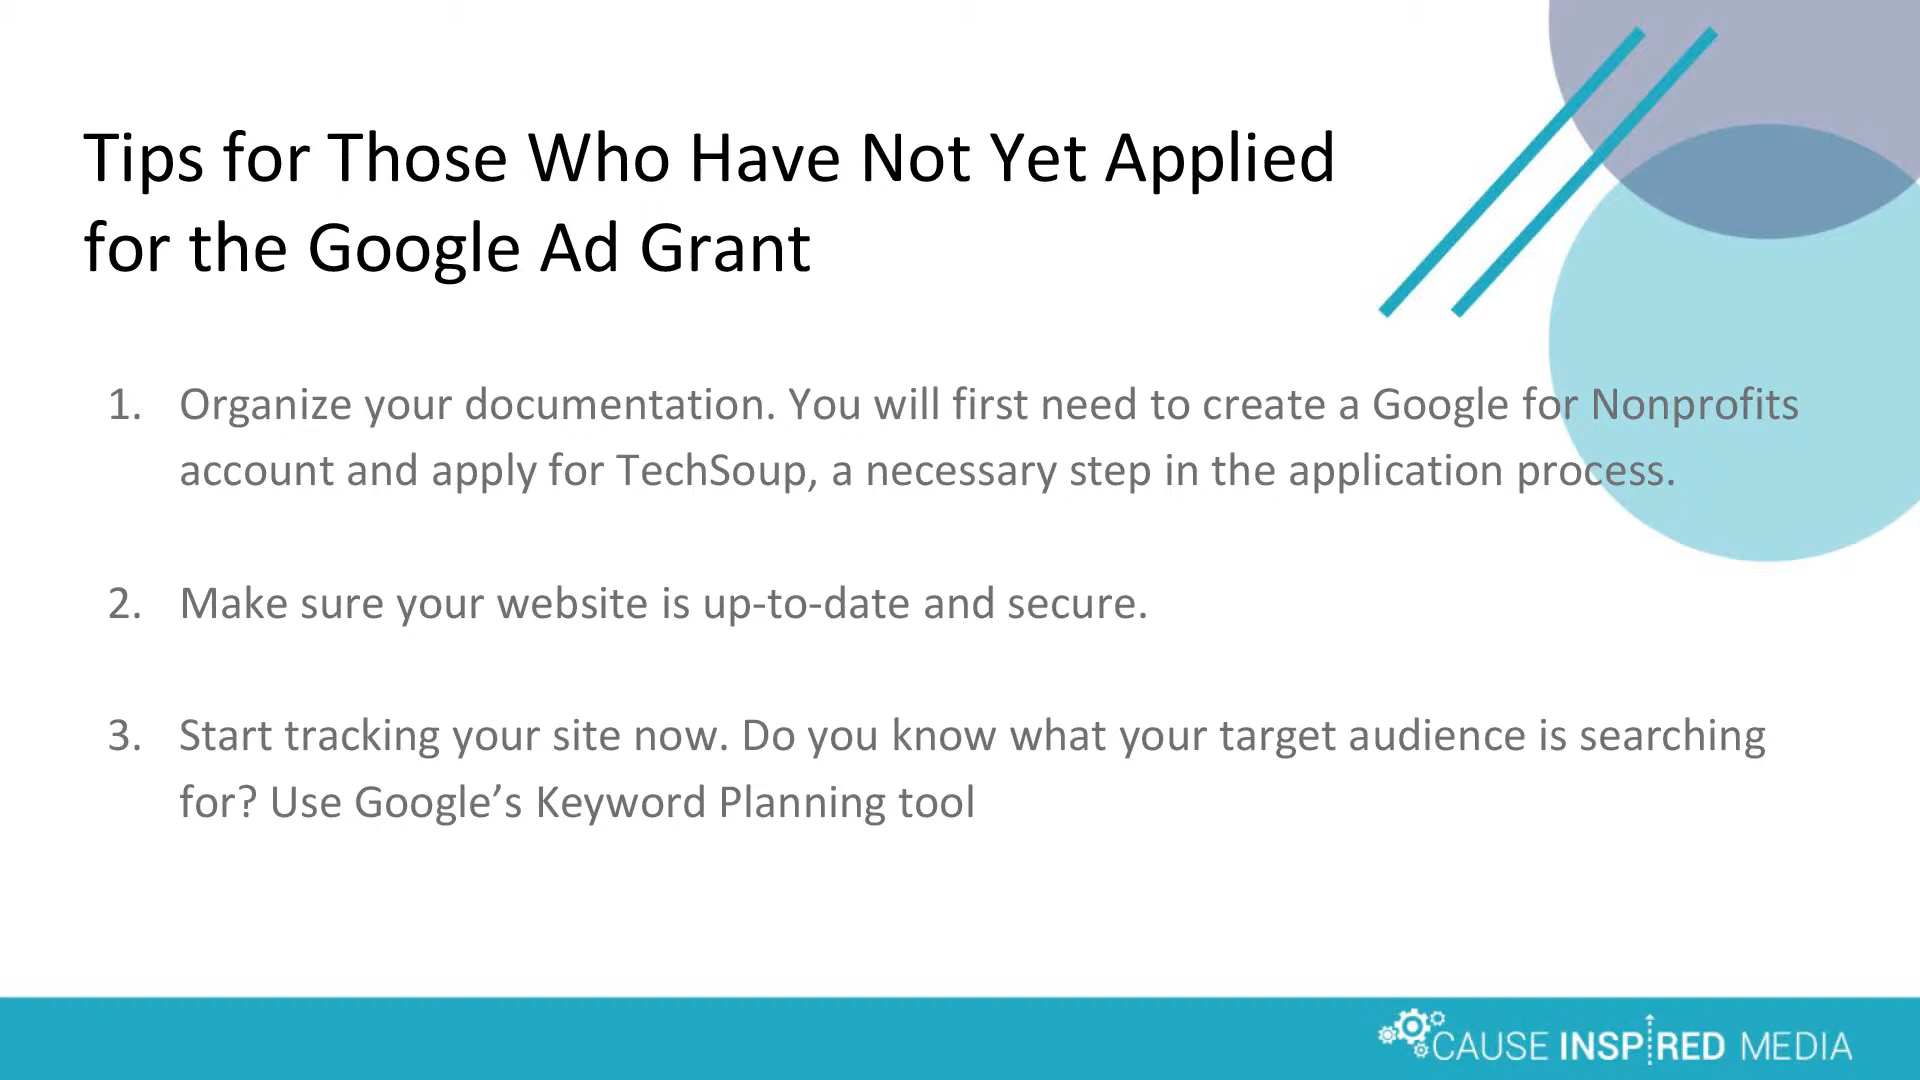 Tips for Those Who Have Not Yet Applied
for the Google Ad Grant
1. Organize your documentation. You will first need to create a Google for Nonprofits
account and apply for TechSoup, a necessary step in the application process.
2. Make sure your website is up-to-date and secure.
3. Start tracking your site now. Do you know what your target audience is searching
for? Use Google’s Keyword Planning tool
CAUSE INSPIRED MEDIA